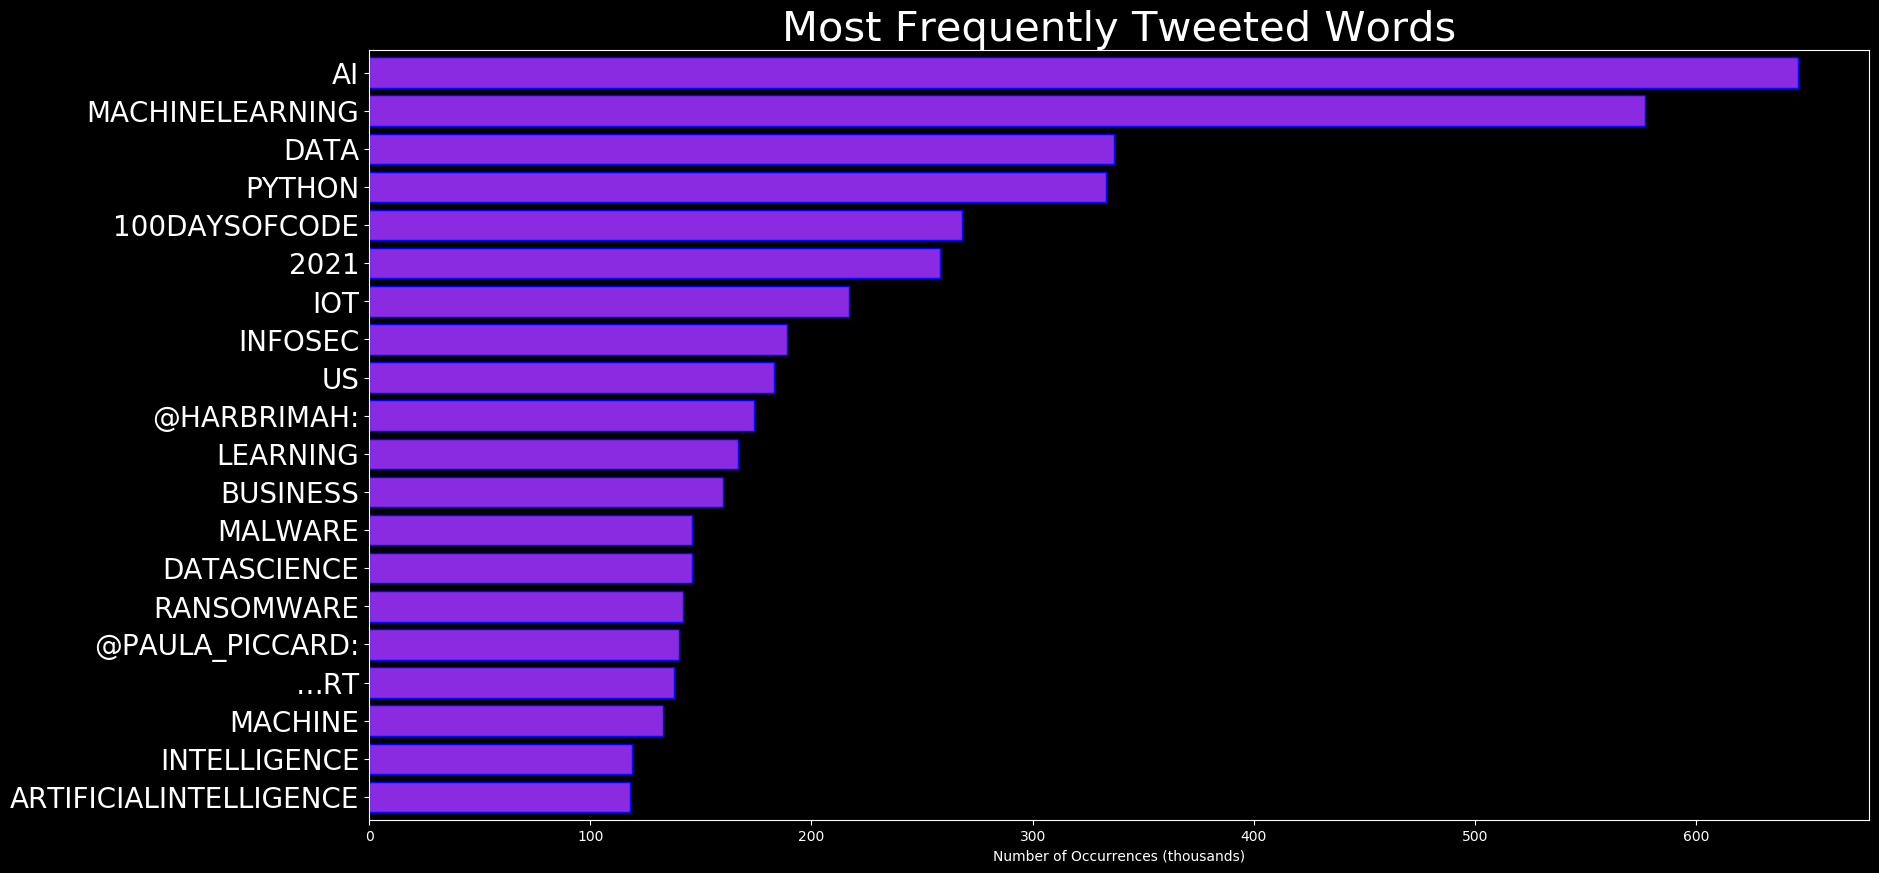 Most Frequently Tweeted Words
AI
MACHINELEARNING
DATA
PYTHON
100DAYSOFCODE
2021
IOT
INFOSEC
US
@HARBRIMAH:
LEARNING
BUSINESS
MALWARE
DATASCIENCE
RANSOMWARE
@PAULA_PICCARD:
…RT
MACHINE
INTELLIGENCE
ARTIFICIALINTELLIGENCE
0 100 200 300 400 500 600
Number of Occurrences (thousands)